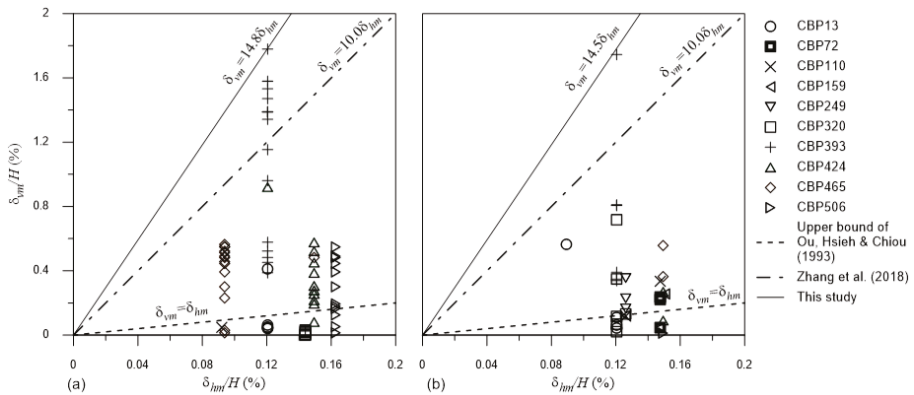 2
1.6
1.2
0.8
0.4
0
δvm/H (%)
δvm=14.8δhm
δvm=10.0δhm
δvm=δhm
0 0.04 0.08 0.12 0.16 0.2
(a)
δhm/H (%)
δvm=14.5δhm
δvm=10.0δhm
δvm=δhm
0 0.04 0.08 0.12 0.16 0.2
(b)
δhm/H (%)
CBP13
CBP72
CBP110
CBP159
CBP249
CBP320
CBP393
CBP424
CBP465
CBP506
Upper bound of
Ou, Hsieh & Chiou
(1993)
Zhang et al. (2018)
This study